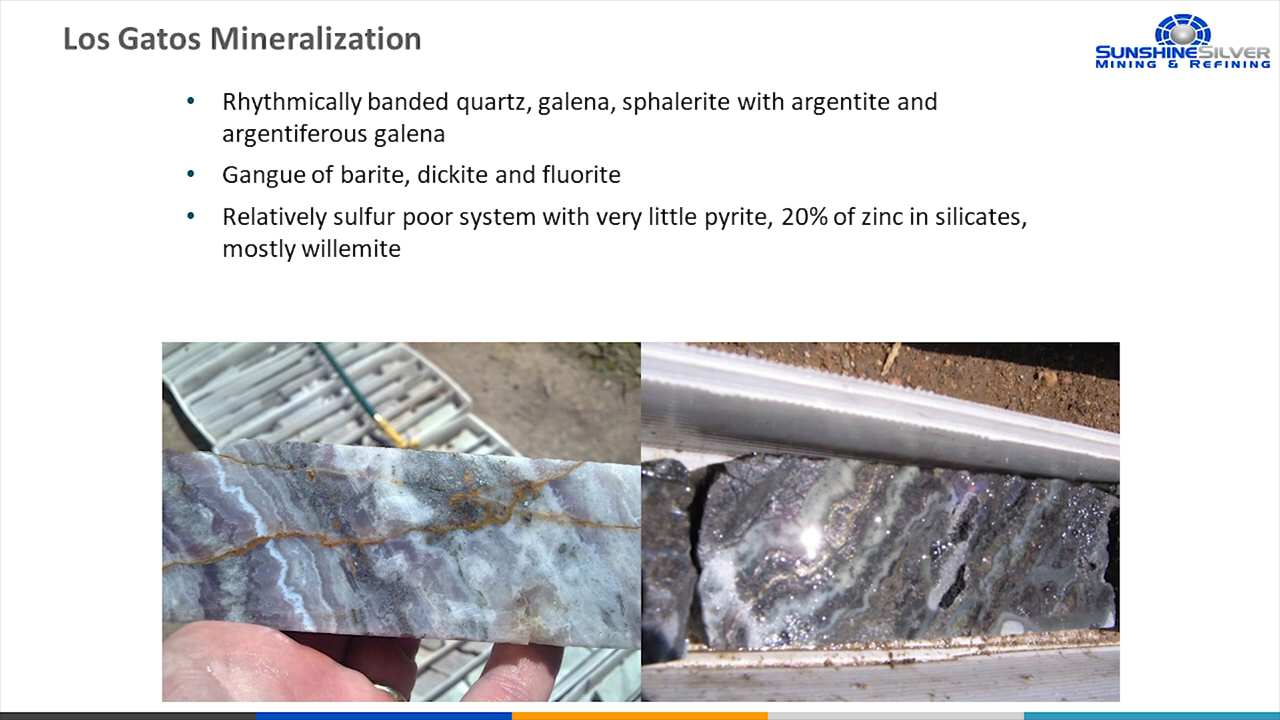 Los Gatos Mineralization
SUNSHINE SILVER
MINING & REFINING
• Rhythmically banded quartz, galena, sphalerite with argentite and
argentiferous galena
• Gangue of barite, dickite and fluorite
• Relatively sulfur poor system with very little pyrite, 20% of zinc in silicates,
mostly willemite